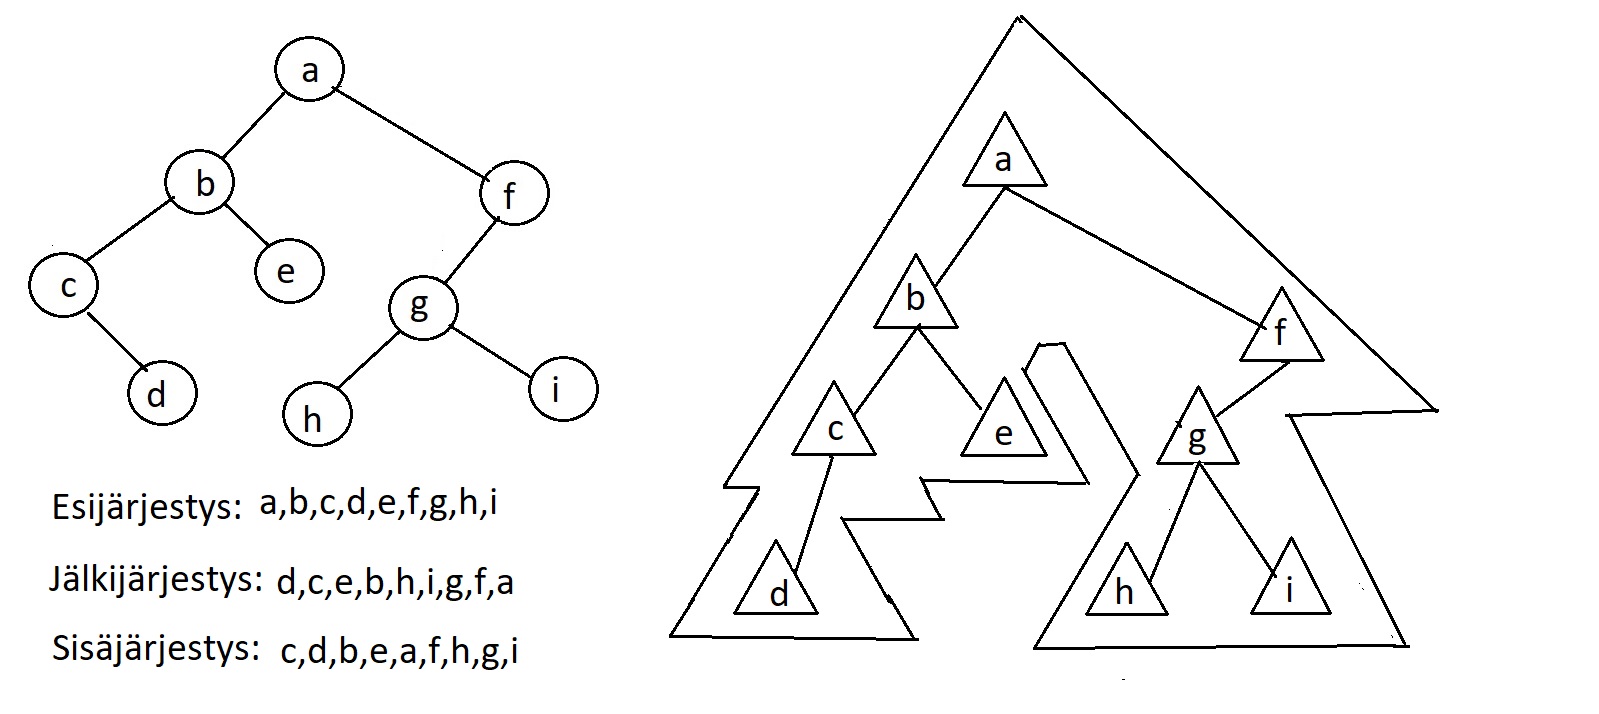 a
b
f
c
e
g
d
h
i
Esijärjestys: a,b,c,d,e,f,g,h,i
Jälkijärjestys: d,c,e,b,h,i,g,f,a
Sisäjärjestys: c,d,b,e,a,f,h,g,i
a
b
f
c
e
g
d
h
i